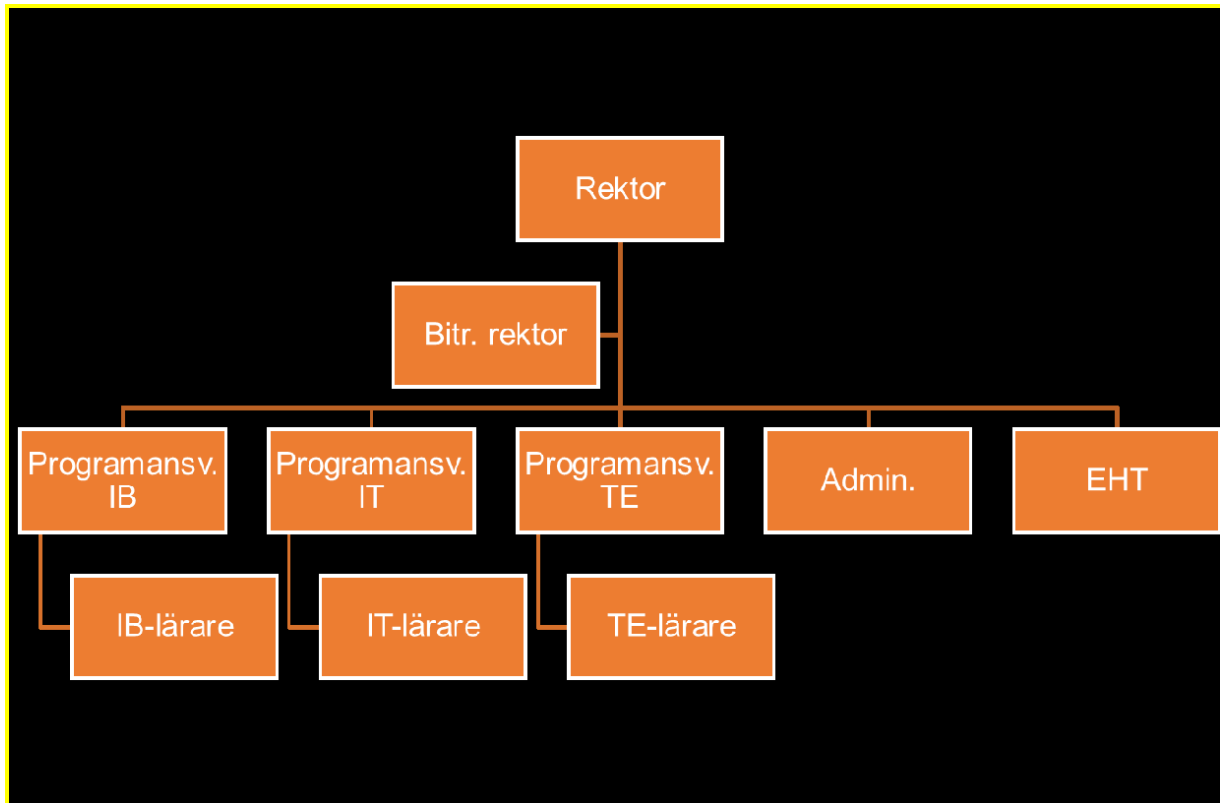 Rektor
Bitr. rektor
Programansv.
IB
Programansv.
IT
Programansv.
TE
Admin.
EHT
IB-lärare
IT-lärare
TE-lärare